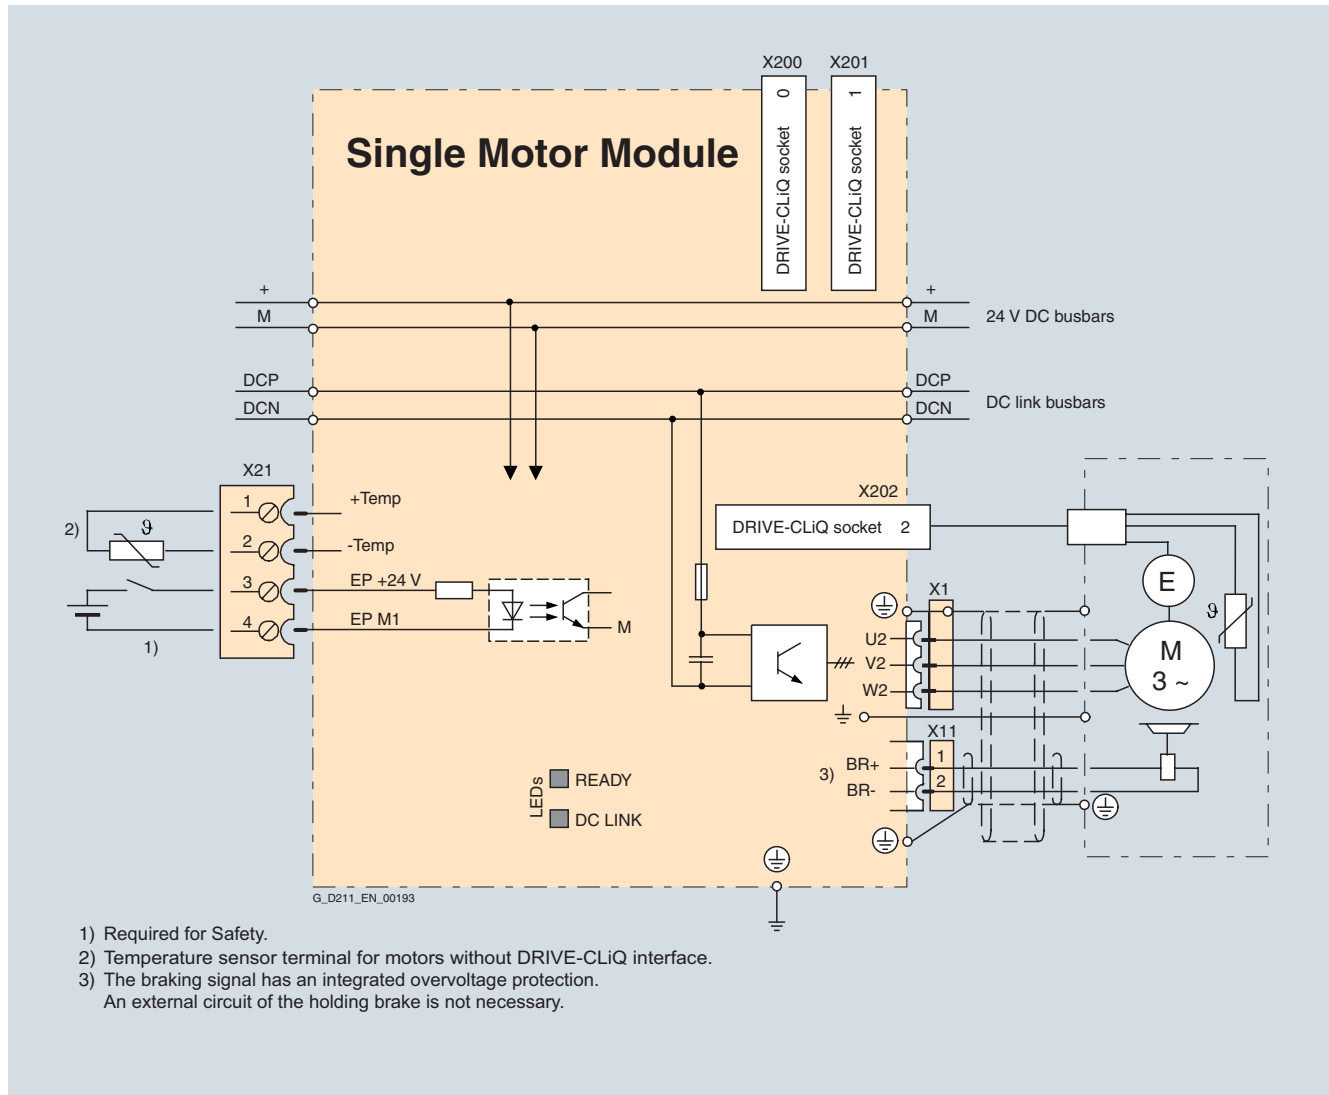 X200
X201
DRIVE-CLiQ socket 0
DRIVE-CLiQ socket 1
Single Motor Module
+
M
+
M
24 V DC busbars
DCP
DCN
DCP
DCN
DC link busbars
X21
1
2
3
4
2)
ϑ
1)
+Temp
-Temp
EP +24 V
EP M1
M
X202
DRIVE-CLiQ socket 2
X1
U2
V2
W2
E
ϑ
M
3 ~
X11
3)
BR+
BR-
1
2
LEDs
READY
DC LINK
G_D211_EN_00193
1) Required for Safety.
2) Temperature sensor terminal for motors without DRIVE-CLiQ interface.
3) The braking signal has an integrated overvoltage protection.
An external circuit of the holding brake is not necessary.